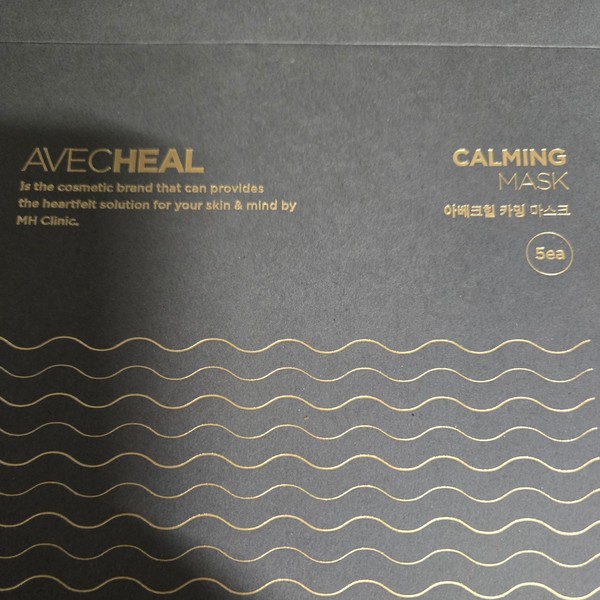 AVECHEAL
Is the cosmetic brand that can provides
the heartfelt solution for your skin & mind by
MH Clinic.
CALMING
MASK
아베크힐 카밍 마스크
5ea